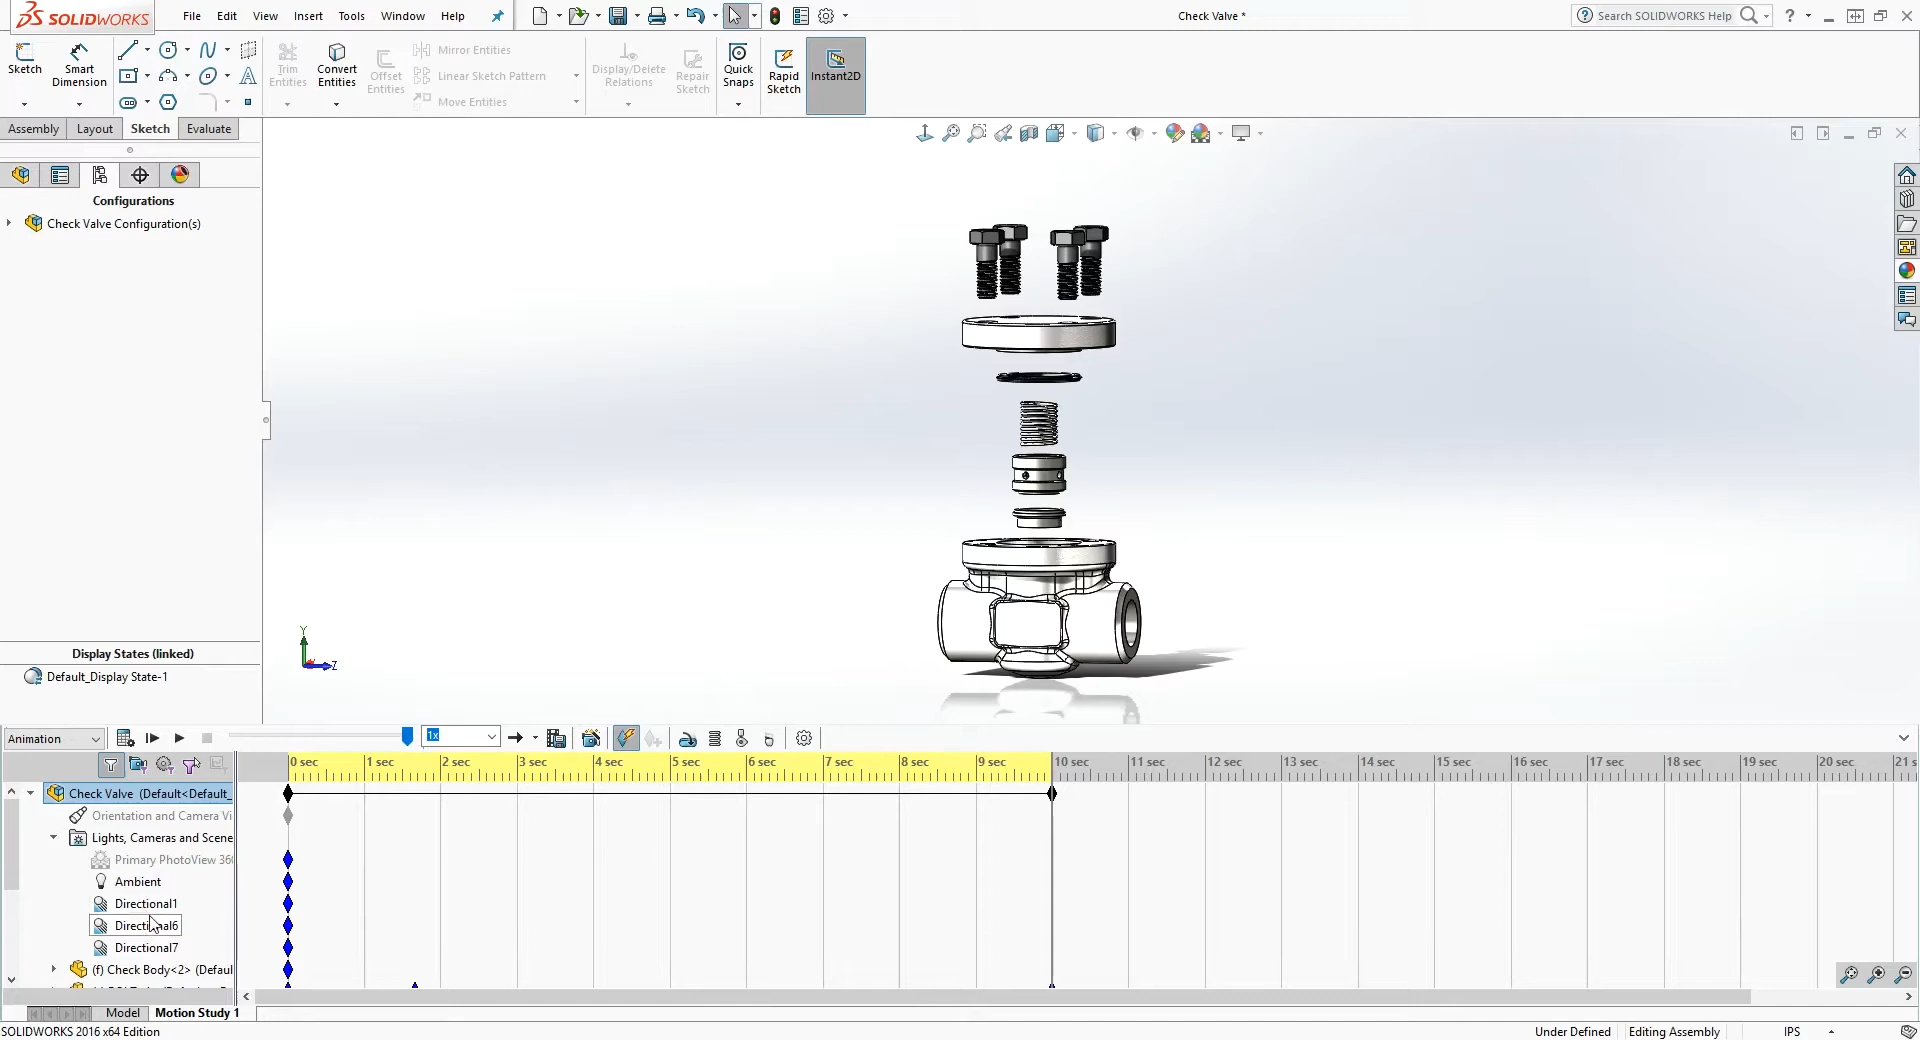 SOLIDWORKS
File Edit View Insert Tools Window Help
Check Valve *
Search SOLIDWORKS Help
?
Sketch
Smart Dimension
A
Trim Entities
Convert Entities
Offset Entities
Mirror Entities
Linear Sketch Pattern
Move Entities
Display/Delete Relations
Repair Sketch
Quick Snaps
Rapid Sketch
Instant2D
Assembly Layout Sketch Evaluate
Configurations
Check Valve Configuration(s)
Y
Z
Display States (linked)
Default_Display State-1
Animation
1x
0 sec 1 sec 2 sec 3 sec 4 sec 5 sec 6 sec 7 sec 8 sec 9 sec 10 sec 11 sec 12 sec 13 sec 14 sec 15 sec 16 sec 17 sec 18 sec 19 sec 20 sec 21 s
Check Valve (Default<Default_
Orientation and Camera Vi
Lights, Cameras and Scene
Primary PhotoView 36
Ambient
Directional1
Directional6
Directional7
(f) Check Body<2> (Defaul
Model Motion Study 1
SOLIDWORKS 2016 x64 Edition
Under Defined Editing Assembly IPS